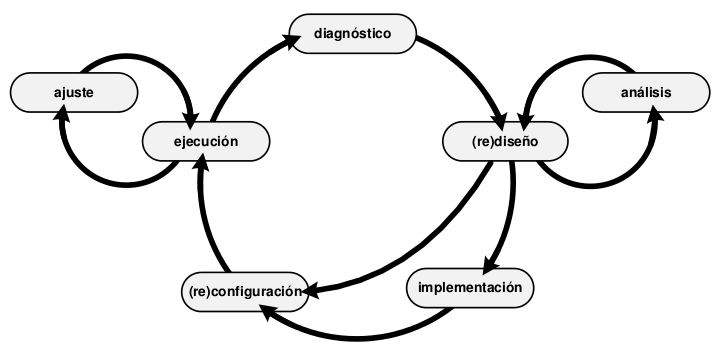 diagnóstico
ajuste
análisis
ejecución
(re)diseño
(re)configuración
implementación